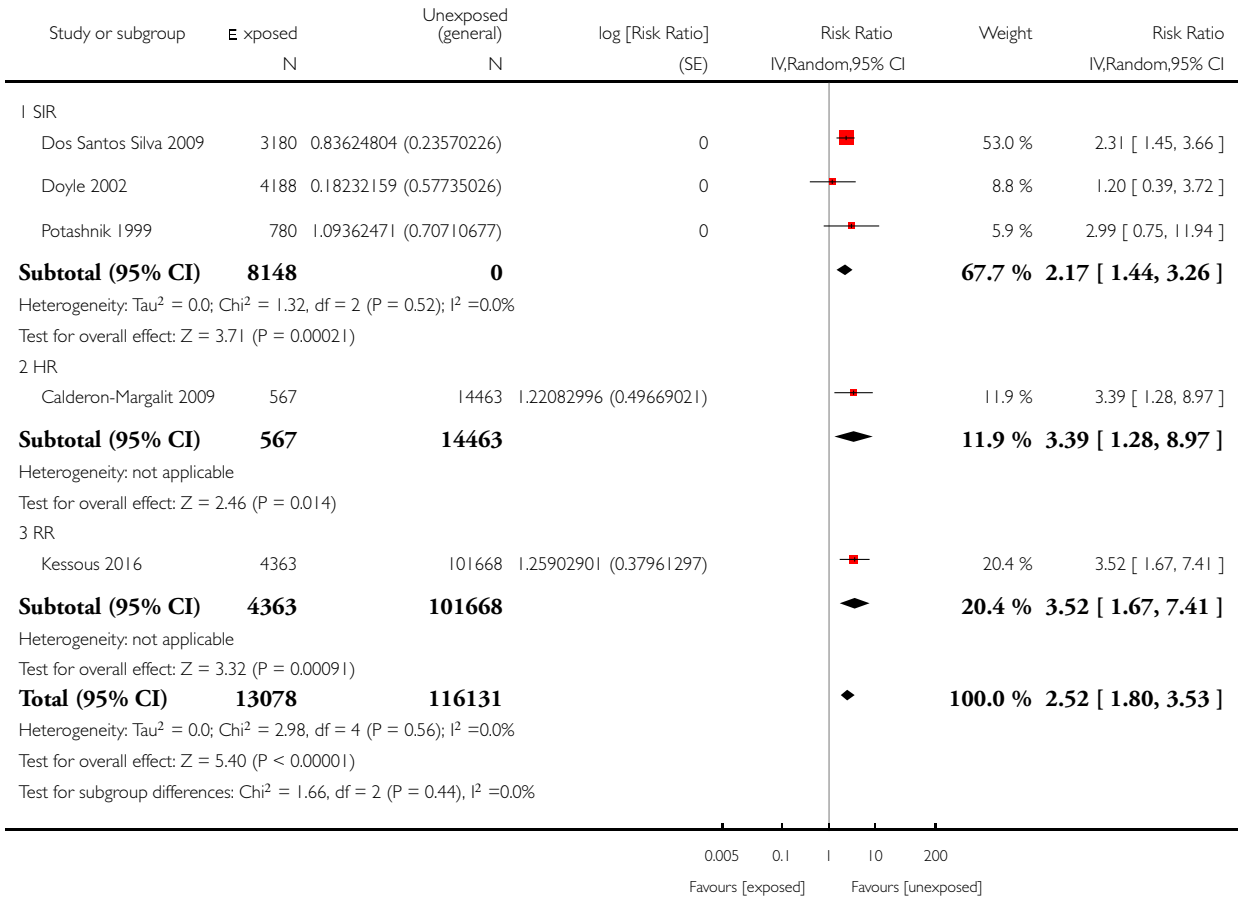 Study or subgroup E xposed Unexposed (general) log [Risk Ratio] Risk Ratio Weight Risk Ratio
N N (SE) IV,Random,95% CI IV,Random,95% CI
1 SIR
Dos Santos Silva 2009 3180 0.83624804 (0.23570226) 0 53.0 % 2.31 [ 1.45, 3.66 ]
Doyle 2002 4188 0.18232159 (0.57735026) 0 8.8 % 1.20 [ 0.39, 3.72 ]
Potashnik 1999 780 1.09362471 (0.70710677) 0 5.9 % 2.99 [ 0.75, 11.94 ]
Subtotal (95% CI) 8148 0 67.7 % 2.17 [ 1.44, 3.26 ]
Heterogeneity: Tau² = 0.0; Chi² = 1.32, df = 2 (P = 0.52); I² =0.0%
Test for overall effect: Z = 3.71 (P = 0.00021)
2 HR
Calderon-Margalit 2009 567 14463 1.22082996 (0.49669021) 11.9 % 3.39 [ 1.28, 8.97 ]
Subtotal (95% CI) 567 14463 11.9 % 3.39 [ 1.28, 8.97 ]
Heterogeneity: not applicable
Test for overall effect: Z = 2.46 (P = 0.014)
3 RR
Kessous 2016 4363 101668 1.25902901 (0.37961297) 20.4 % 3.52 [ 1.67, 7.41 ]
Subtotal (95% CI) 4363 101668 20.4 % 3.52 [ 1.67, 7.41 ]
Heterogeneity: not applicable
Test for overall effect: Z = 3.32 (P = 0.00091)
Total (95% CI) 13078 116131 100.0 % 2.52 [ 1.80, 3.53 ]
Heterogeneity: Tau² = 0.0; Chi² = 2.98, df = 4 (P = 0.56); I² =0.0%
Test for overall effect: Z = 5.40 (P < 0.00001)
Test for subgroup differences: Chi² = 1.66, df = 2 (P = 0.44), I² =0.0%
0.005 0.1 1 10 200
Favours [exposed] Favours [unexposed]